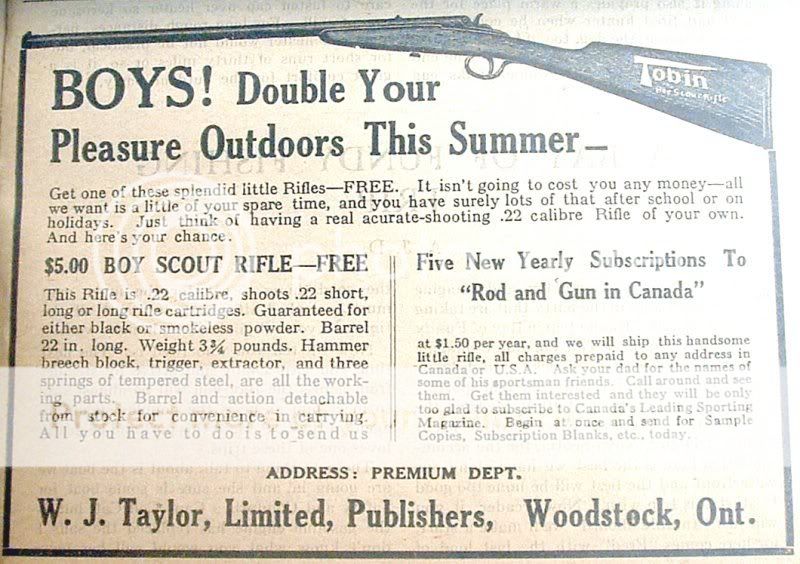 Tobin
Boy Scout Rifle
BOYS! Double Your
Pleasure Outdoors This Summer—
Get one of these splendid little Rifles—FREE. It isn't going to cost you any money—all
we want is a little of your spare time, and you have surely lots of that after school or on
holidays. Just think of having a real acurate-shooting .22 calibre Rifle of your own.
And here's your chance.
$5.00 BOY SCOUT RIFLE—FREE
This Rifle is .22 calibre, shoots .22 short,
long or long rifle cartridges. Guaranteed for
either black or smokeless powder. Barrel
22 in. long. Weight 3¾ pounds. Hammer
breech block, trigger, extractor, and three
springs of tempered steel, are all the work-
ing parts. Barrel and action detachable
from stock for convenience in carrying.
All you have to do is to send us
Five New Yearly Subscriptions To
"Rod and Gun in Canada"
at $1.50 per year, and we will ship this handsome
little rifle, all charges prepaid to any address in
Canada or U.S.A. Ask your dad for the names of
some of his sportsman friends. Call around and see
them. Get them interested and they will be only
too glad to subscribe to Canada's Leading Sporting
Magazine. Begin at once and send for Sample
Copies, Subscription Blanks, etc., today.
ADDRESS: PREMIUM DEPT.
W. J. Taylor, Limited, Publishers, Woodstock, Ont.